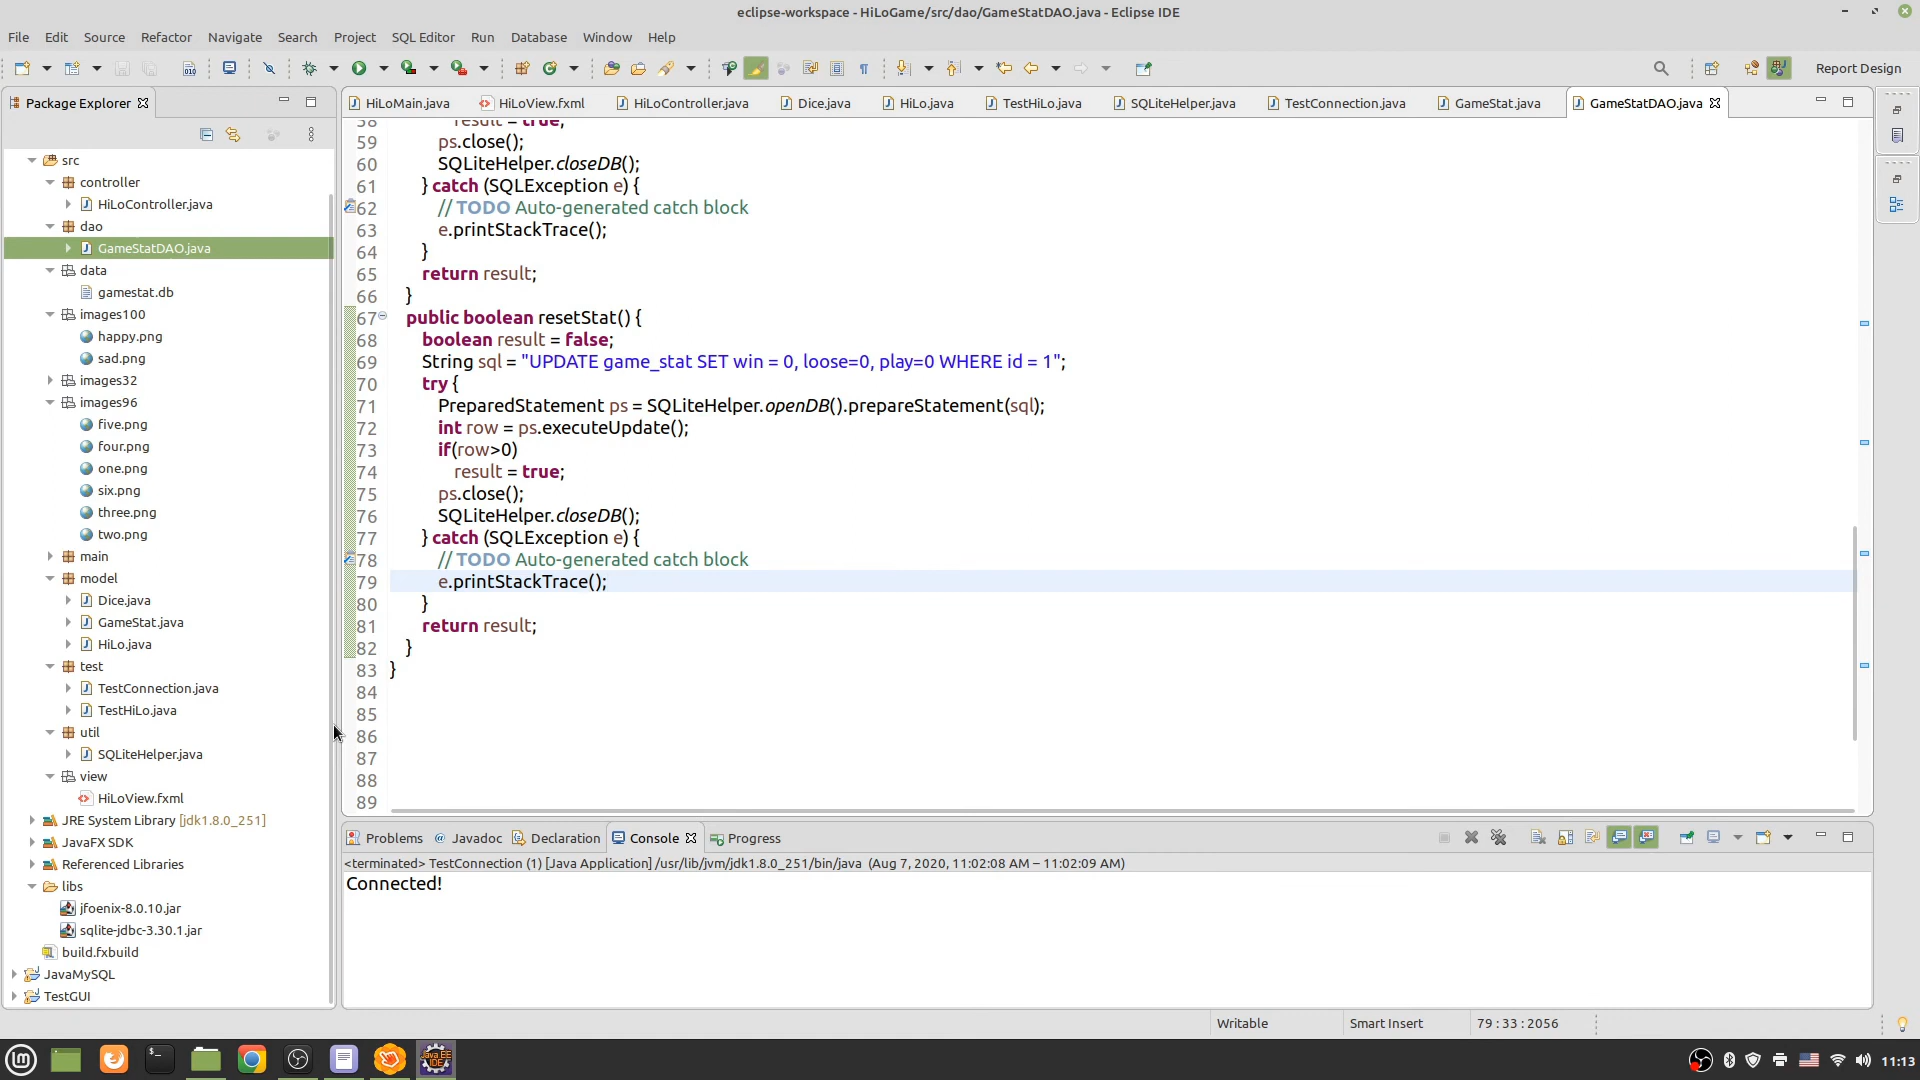 eclipse-workspace - HiLoGame/src/dao/GameStatDAO.java - Eclipse IDE
File Edit Source Refactor Navigate Search Project SQL Editor Run Database Window Help
Report Design
Package Explorer
src
controller
HiLoController.java
dao
GameStatDAO.java
data
gamestat.db
images100
happy.png
sad.png
images32
images96
five.png
four.png
one.png
six.png
three.png
two.png
main
model
Dice.java
GameStat.java
HiLo.java
test
TestConnection.java
TestHiLo.java
util
SQLiteHelper.java
view
HiLoView.fxml
JRE System Library [jdk1.8.0_251]
JavaFX SDK
Referenced Libraries
libs
jfoenix-8.0.10.jar
sqlite-jdbc-3.30.1.jar
build.fxbuild
JavaMySQL
TestGUI
HiLoMain.java HiLoView.fxml HiLoController.java Dice.java HiLo.java TestHiLo.java SQLiteHelper.java TestConnection.java GameStat.java GameStatDAO.java
58 result = true;
59 ps.close();
60 SQLiteHelper.closeDB();
61 } catch (SQLException e) {
62 // TODO Auto-generated catch block
63 e.printStackTrace();
64 }
65 return result;
66 }
67 public boolean resetStat() {
68 boolean result = false;
69 String sql = "UPDATE game_stat SET win = 0, loose=0, play=0 WHERE id = 1";
70 try {
71 PreparedStatement ps = SQLiteHelper.openDB().prepareStatement(sql);
72 int row = ps.executeUpdate();
73 if(row>0)
74 result = true;
75 ps.close();
76 SQLiteHelper.closeDB();
77 } catch (SQLException e) {
78 // TODO Auto-generated catch block
79 e.printStackTrace();
80 }
81 return result;
82 }
83 }
84
85
86
87
88
89
Problems Javadoc Declaration Console Progress
<terminated> TestConnection (1) [Java Application] /usr/lib/jvm/jdk1.8.0_251/bin/java (Aug 7, 2020, 11:02:08 AM – 11:02:09 AM)
Connected!
Writable Smart Insert 79 : 33 : 2056
Java EE IDE
11:13